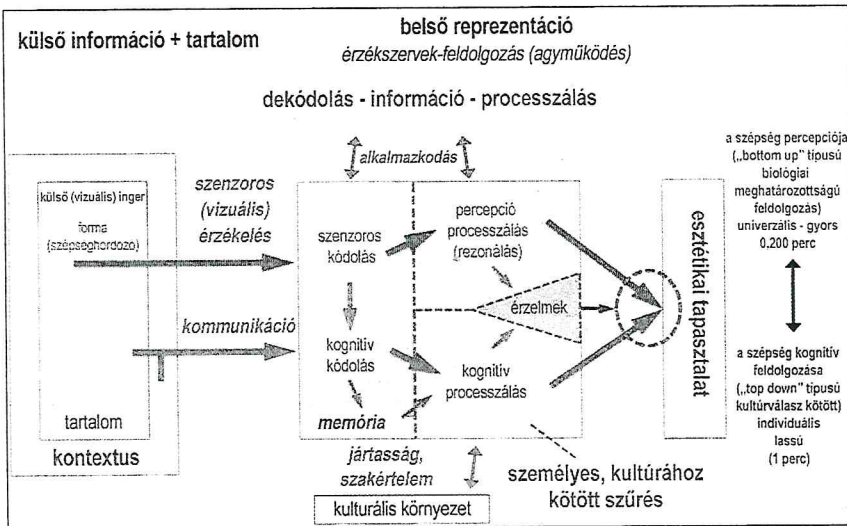 külső információ + tartalom
belső reprezentáció
érzékszervek-feldolgozás (agyműködés)
dekódolás - információ - processzálás
alkalmazkodás
külső (vizuális) inger
forma
(szépséghordozo)
tartalom
kontextus
szenzoros
(vizuális)
érzékelés
kommunikáció
szenzoros
kódolás
kognitív
kódolás
memória
percepció
processzálás
(rezonálás)
érzelmek
kognitív
processzálás
jártasság,
szakértelem
kulturális környezet
személyes, kultúrához
kötött szűrés
esztétikai tapasztalat
a szépség percepciója
(„bottom up" típusú
biológiai
meghatározottságú
feldolgozás)
univerzális - gyors
0.200 perc
a szépség kognitív
feldolgozása
(„top down" típusú
kultúrválasz kötött)
individuális
lassú
(1 perc)